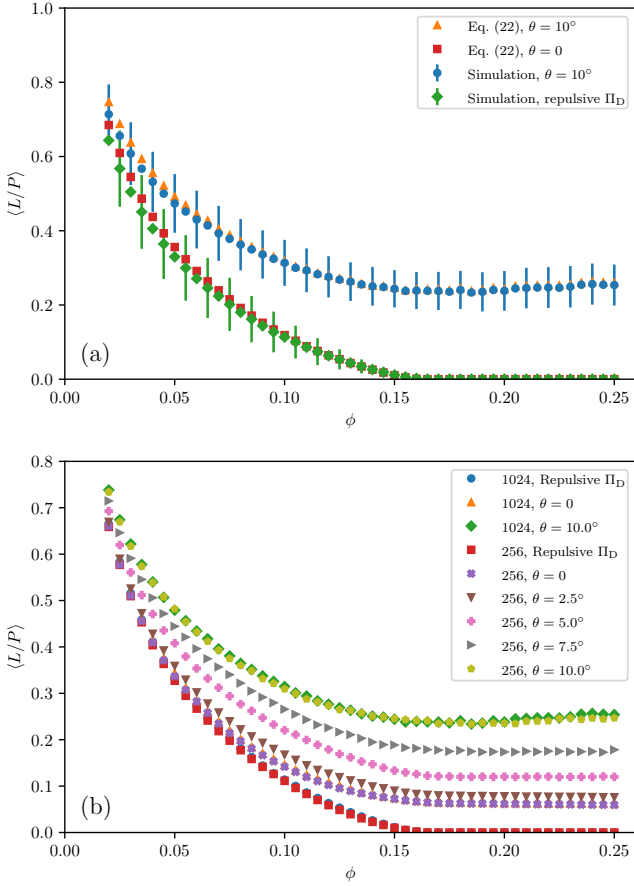 1.0
0.8
0.6
0.4
0.2
0.0
⟨L/P⟩
Eq. (22), θ = 10°
Eq. (22), θ = 0
Simulation, θ = 10°
Simulation, repulsive Π_D
(a)
0.00 0.05 0.10 0.15 0.20 0.25
ϕ
0.8
0.7
0.6
0.5
0.4
0.3
0.2
0.1
0.0
⟨L/P⟩
1024, Repulsive Π_D
1024, θ = 0
1024, θ = 10.0°
256, Repulsive Π_D
256, θ = 0
256, θ = 2.5°
256, θ = 5.0°
256, θ = 7.5°
256, θ = 10.0°
(b)
0.00 0.05 0.10 0.15 0.20 0.25
ϕ